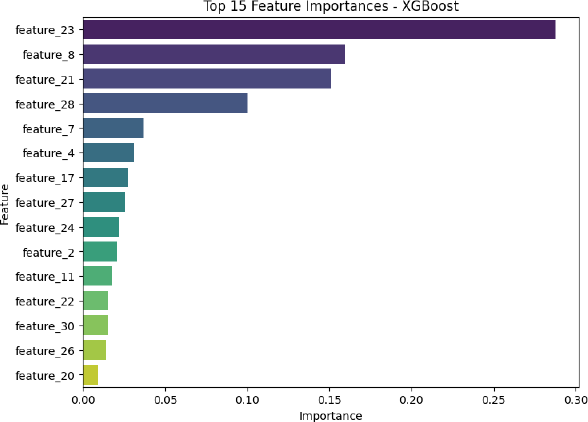 Top 15 Feature Importances - XGBoost
feature_23
feature_8
feature_21
feature_28
feature_7
feature_4
feature_17
feature_27
feature_24
feature_2
feature_11
feature_22
feature_30
feature_26
feature_20
Feature
0.00 0.05 0.10 0.15 0.20 0.25 0.30
Importance